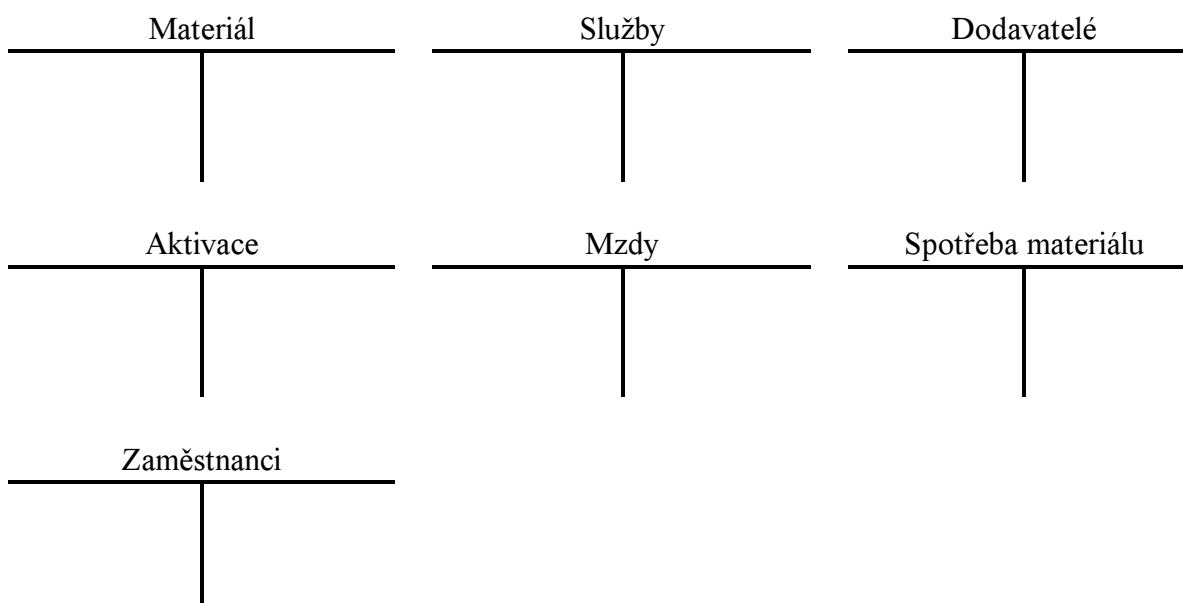 Materiál
Služby
Dodavatelé
Aktivace
Mzdy
Spotřeba materiálu
Zaměstnanci